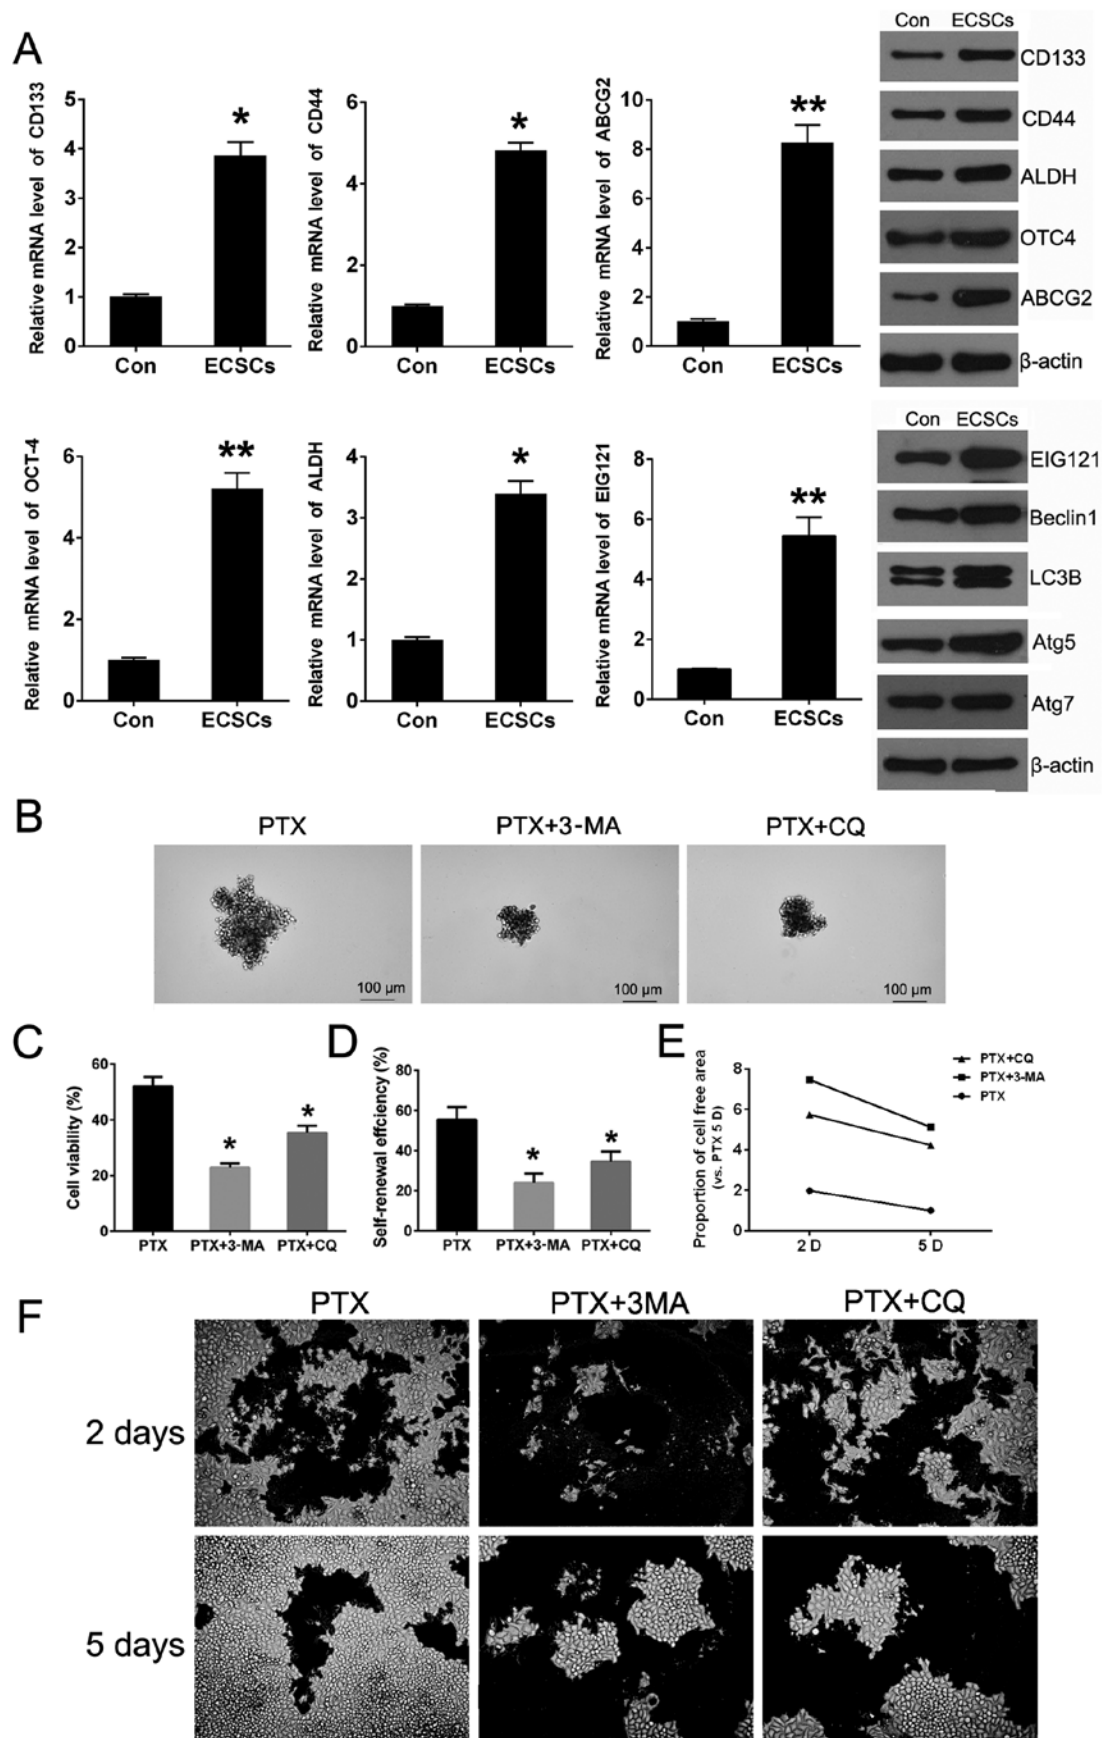 A
Relative mRNA level of CD133
5
4
3
2
1
0
*
Con ECSCs
Relative mRNA level of CD44
6
4
2
0
*
Con ECSCs
Relative mRNA level of ABCG2
10
8
6
4
2
0
**
Con ECSCs
Con ECSCs
CD133
CD44
ALDH
OTC4
ABCG2
β-actin
Relative mRNA level of OCT-4
6
4
2
0
**
Con ECSCs
Relative mRNA level of ALDH
4
3
2
1
0
*
Con ECSCs
Relative mRNA level of EIG121
8
6
4
2
0
**
Con ECSCs
Con ECSCs
EIG121
Beclin1
LC3B
Atg5
Atg7
β-actin
B
PTX PTX+3-MA PTX+CQ
100 µm 100 µm 100 µm
C
Cell viability (%)
60
40
20
0
*
*
PTX PTX+3-MA PTX+CQ
D
Self-renewal effciency (%)
80
60
40
20
0
*
*
PTX PTX+3-MA PTX+CQ
E
Proportion of cell free area
(vs. PTX 5 D)
8
6
4
2
0
2 D 5 D
PTX+CQ
PTX+3-MA
PTX
F
PTX PTX+3MA PTX+CQ
2 days
5 days